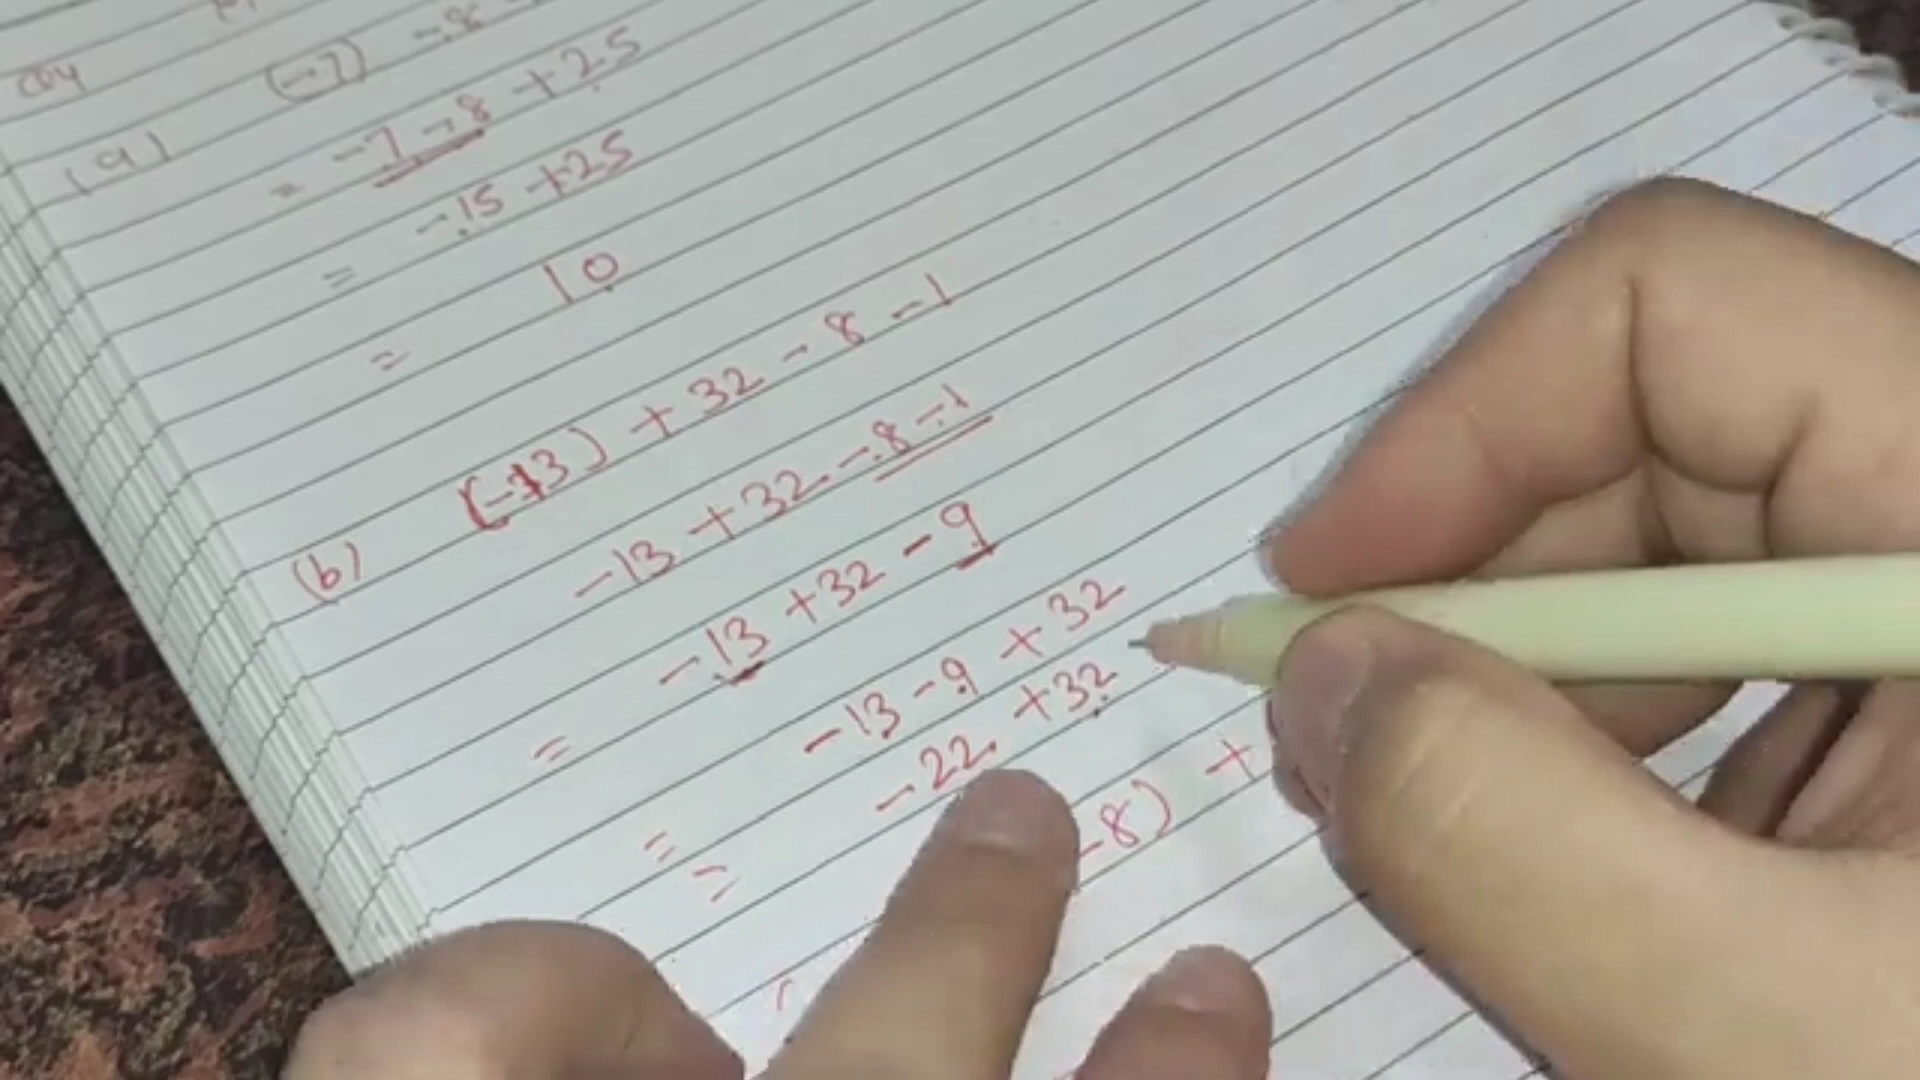 (a) (-7) - 8
= -7 - 8 + 25
= -15 + 25
= 10
(b) (-13) + 32 - 8 - 1
-13 + 32 - 8 - 1
= -13 + 32 - 9
= -13 - 9 + 32
= -22 + 32
-8) +